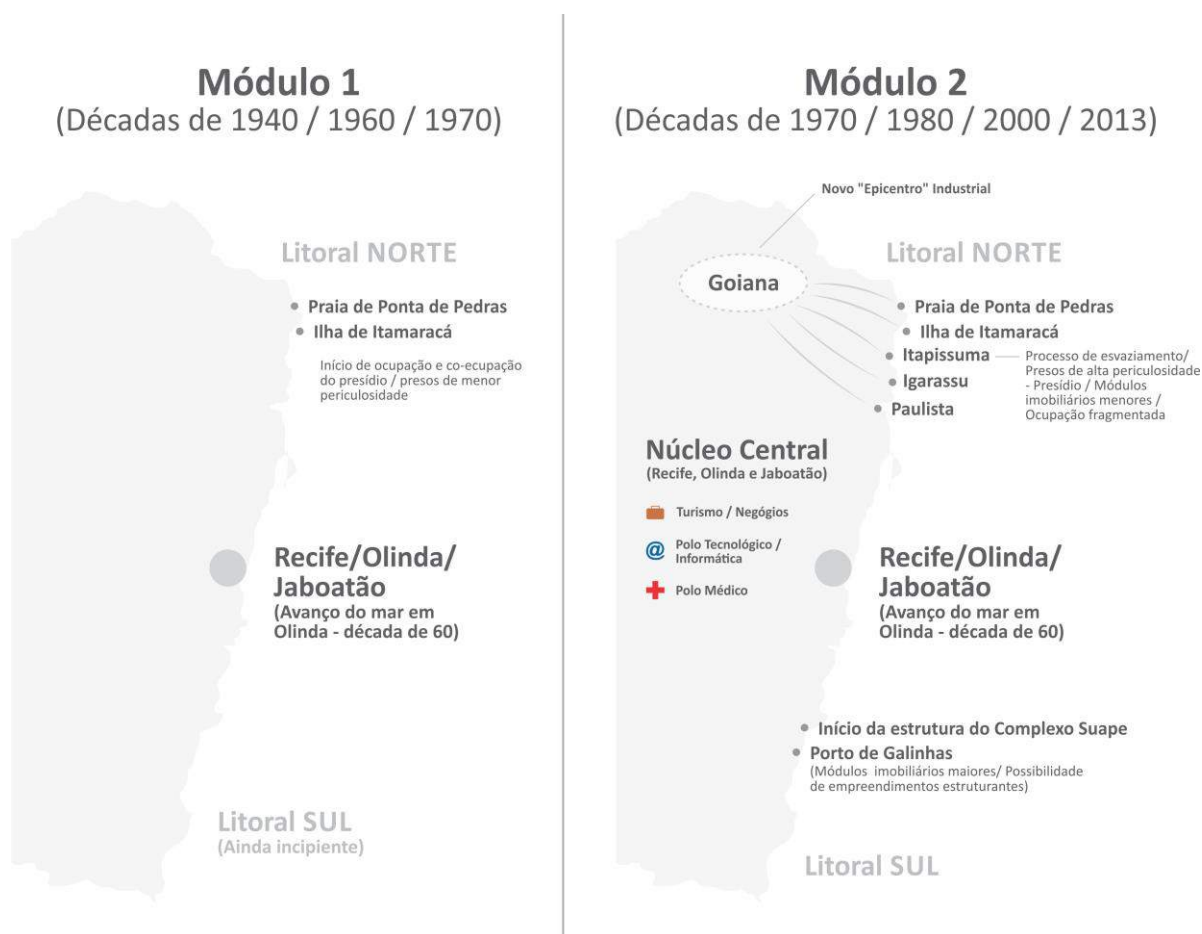 Módulo 1
(Décadas de 1940 / 1960 / 1970)
Litoral NORTE
Praia de Ponta de Pedras
Ilha de Itamaracá
Início de ocupação e co-ecupação
do presídio / presos de menor
periculosidade
Recife/Olinda/
Jaboatão
(Avanço do mar em
Olinda - década de 60)
Litoral SUL
(Ainda incipiente)
Módulo 2
(Décadas de 1970 / 1980 / 2000 / 2013)
Novo "Epicentro" Industrial
Litoral NORTE
Goiana
Praia de Ponta de Pedras
Ilha de Itamaracá
Itapissuma
Processo de esvaziamento/
Presos de alta periculosidade
- Presídio / Módulos
imobiliários menores /
Ocupação fragmentada
Igarassu
Paulista
Núcleo Central
(Recife, Olinda e Jaboatão)
Turismo / Negógios
@ Polo Tecnológico /
Informática
Polo Médico
Recife/Olinda/
Jaboatão
(Avanço do mar em
Olinda - década de 60)
Início da estrutura do Complexo Suape
Porto de Galinhas
(Módulos imobiliários maiores/ Possibilidade
de empreendimentos estruturantes)
Litoral SUL